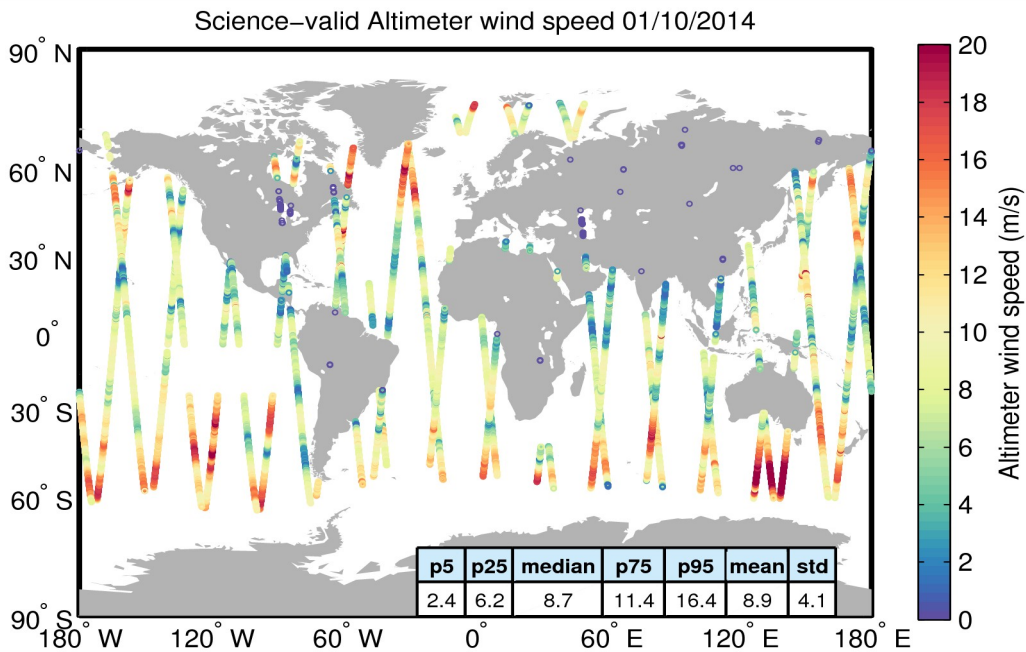 Science−valid Altimeter wind speed 01/10/2014
90° N
60° N
30° N
0°
30° S
60° S
90° S
180° W
120° W
60° W
0°
60° E
120° E
180° E
p5 p25 median p75 p95 mean std
2.4 6.2 8.7 11.4 16.4 8.9 4.1
20
18
16
14
12
10
8
6
4
2
0
Altimeter wind speed (m/s)